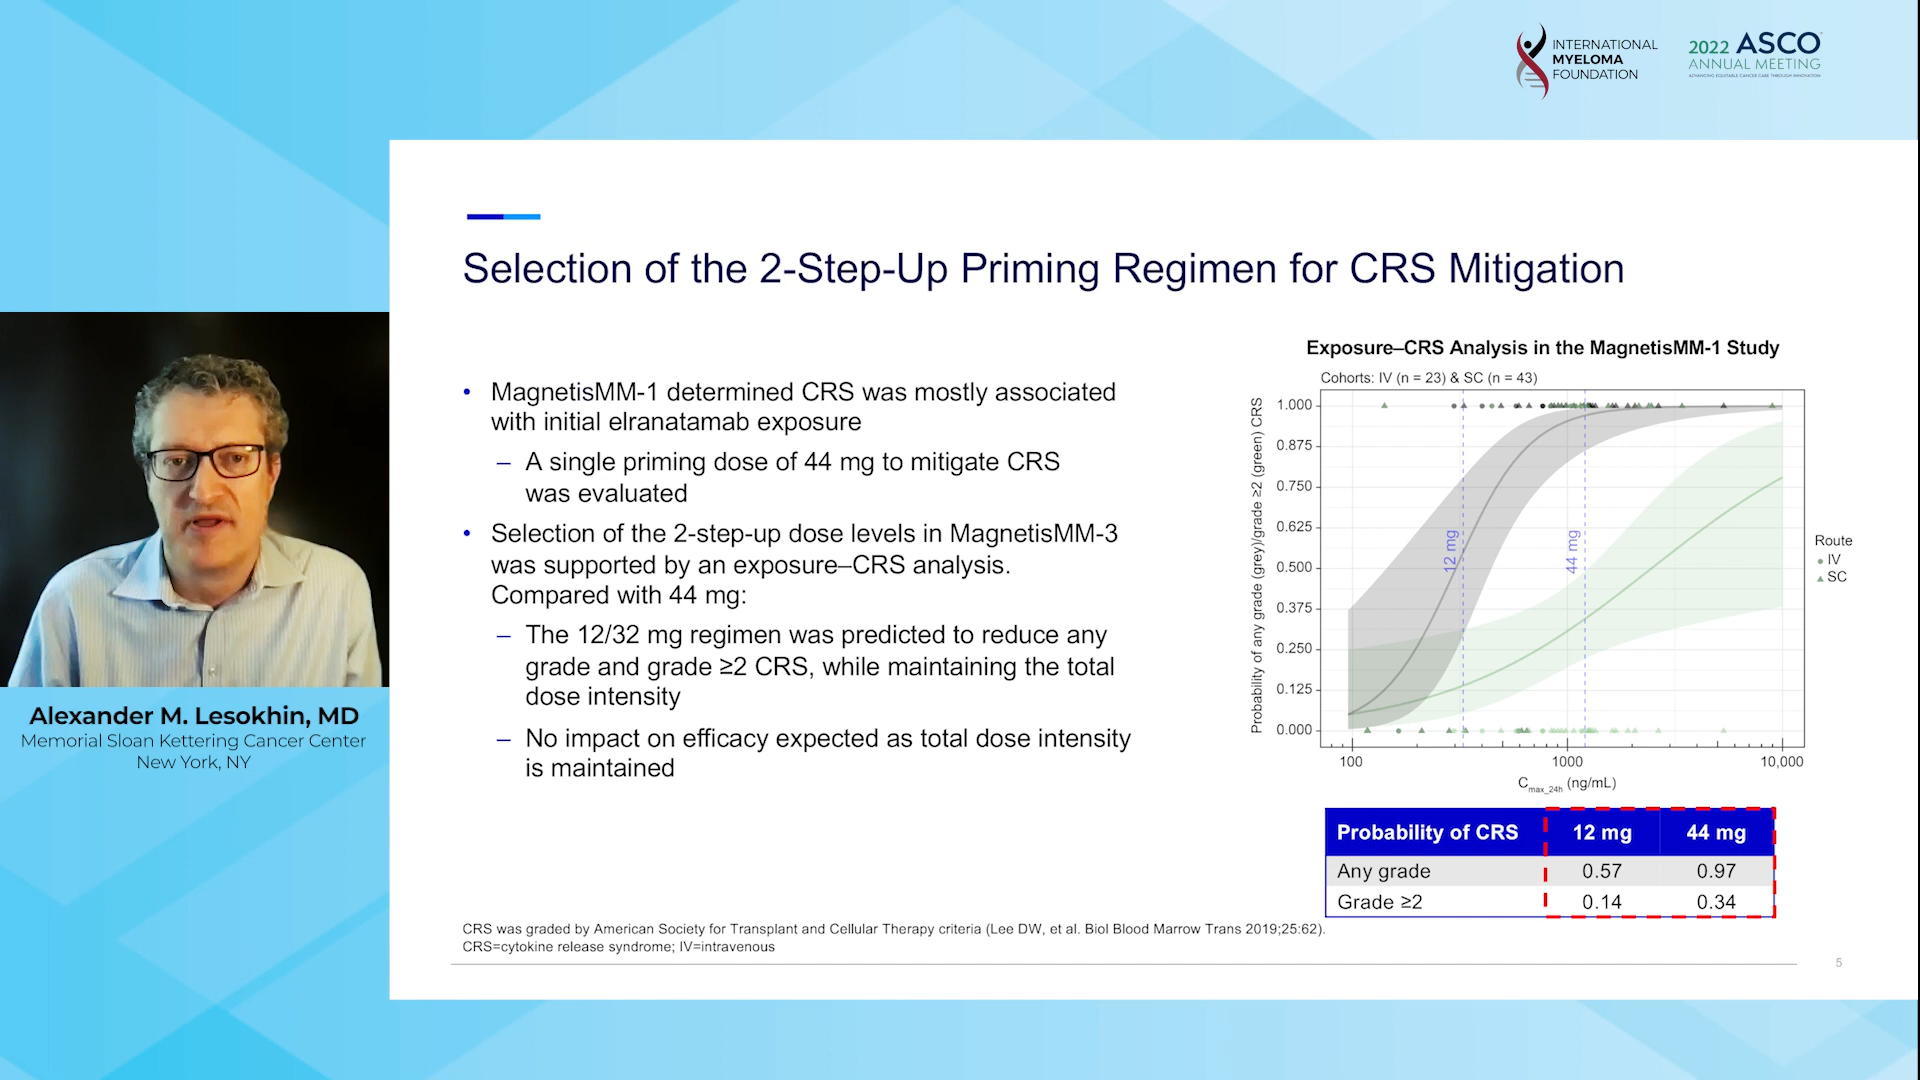 INTERNATIONAL
MYELOMA
FOUNDATION
2022 ASCO
ANNUAL MEETING
ADVANCING EQUITABLE CANCER CARE THROUGH INNOVATION
Selection of the 2-Step-Up Priming Regimen for CRS Mitigation
• MagnetisMM-1 determined CRS was mostly associated
with initial elranatamab exposure
– A single priming dose of 44 mg to mitigate CRS
was evaluated
• Selection of the 2-step-up dose levels in MagnetisMM-3
was supported by an exposure–CRS analysis.
Compared with 44 mg:
– The 12/32 mg regimen was predicted to reduce any
grade and grade ≥2 CRS, while maintaining the total
dose intensity
– No impact on efficacy expected as total dose intensity
is maintained
Exposure–CRS Analysis in the MagnetisMM-1 Study
Cohorts: IV (n = 23) & SC (n = 43)
Probability of any grade (grey)/grade ≥2 (green) CRS
1.000
0.875
0.750
0.625
0.500
0.375
0.250
0.125
0.000
12 mg
44 mg
100 1000 10,000
Cmax_24h (ng/mL)
Route
IV
SC
Probability of CRS 12 mg 44 mg
Any grade 0.57 0.97
Grade ≥2 0.14 0.34
Alexander M. Lesokhin, MD
Memorial Sloan Kettering Cancer Center
New York, NY
CRS was graded by American Society for Transplant and Cellular Therapy criteria (Lee DW, et al. Biol Blood Marrow Trans 2019;25:62).
CRS=cytokine release syndrome; IV=intravenous
5